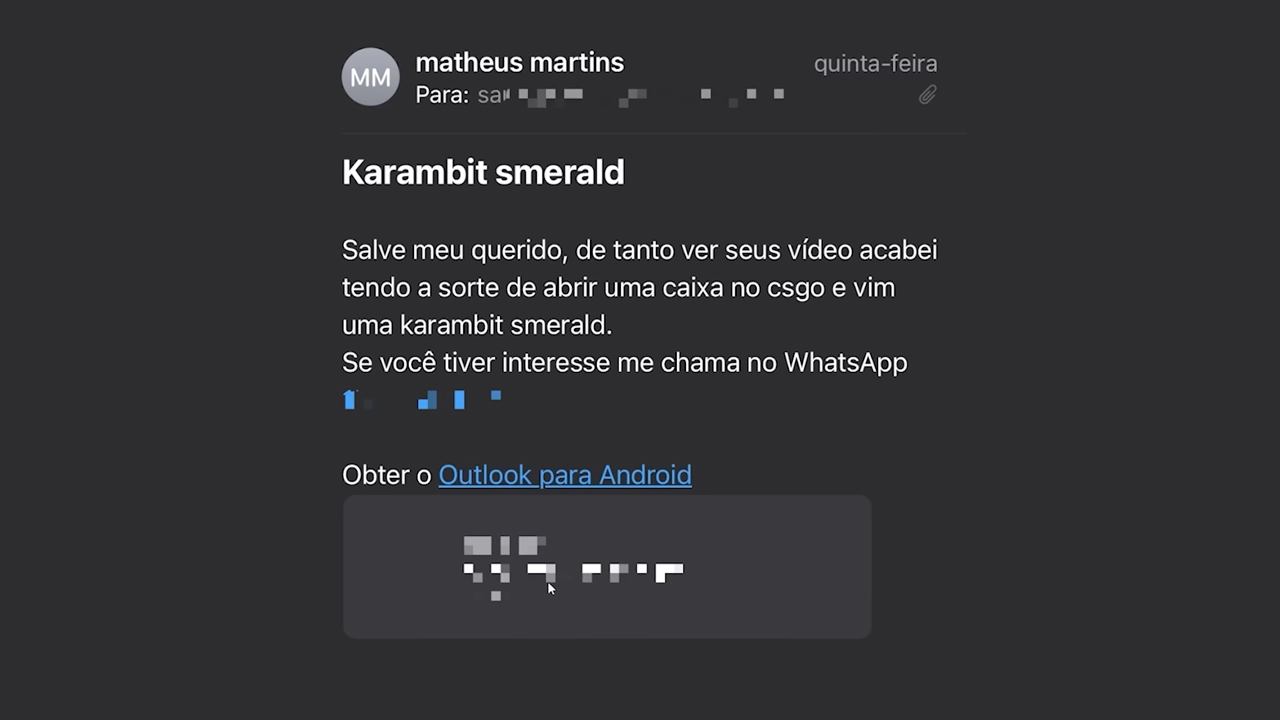 MM
matheus martins
quinta-feira
Para:
Karambit smerald
Salve meu querido, de tanto ver seus vídeo acabei
tendo a sorte de abrir uma caixa no csgo e vim
uma karambit smerald.
Se você tiver interesse me chama no WhatsApp
Obter o Outlook para Android